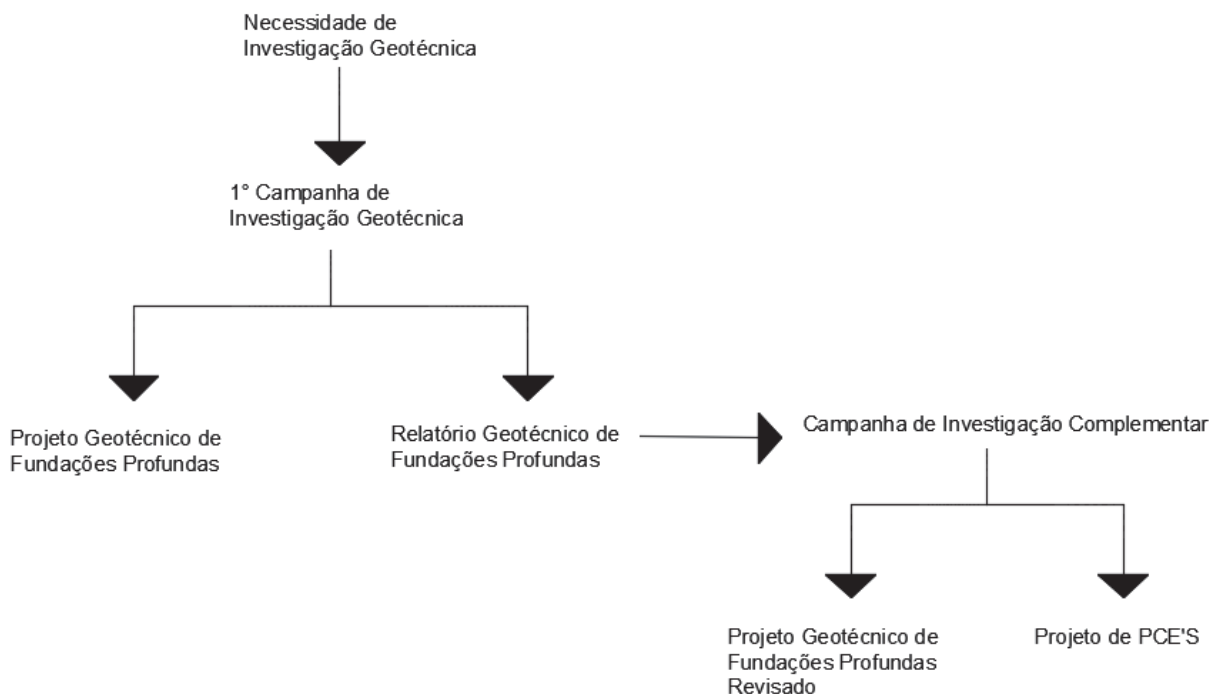 Necessidade de
Investigação Geotécnica
1° Campanha de
Investigação Geotécnica
Projeto Geotécnico de
Fundações Profundas
Relatório Geotécnico de
Fundações Profundas
Campanha de Investigação Complementar
Projeto Geotécnico de
Fundações Profundas
Revisado
Projeto de PCE'S